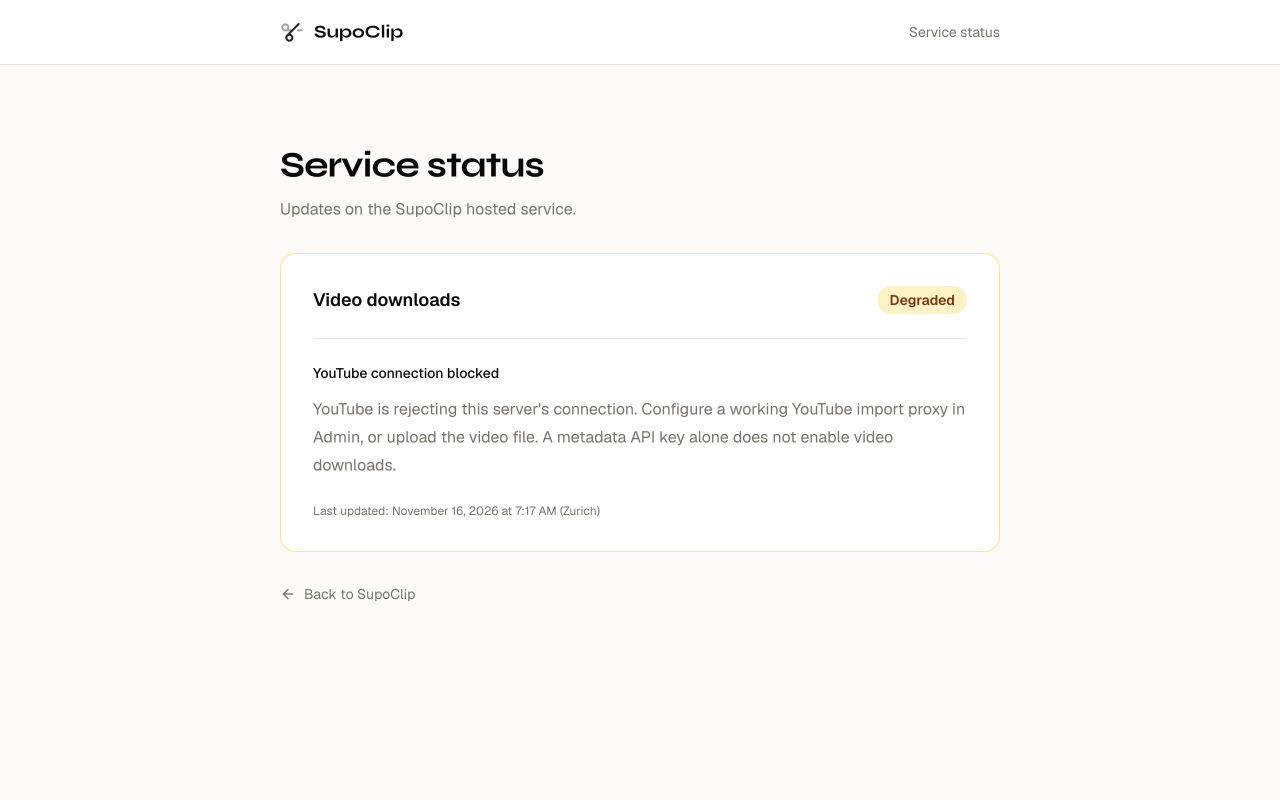 SupoClip
Service status
Service status
Updates on the SupoClip hosted service.
Video downloads
Degraded
YouTube connection blocked
YouTube is rejecting this server's connection. Configure a working YouTube import proxy in
Admin, or upload the video file. A metadata API key alone does not enable video
downloads.
Last updated: November 16, 2026 at 7:17 AM (Zurich)
Back to SupoClip